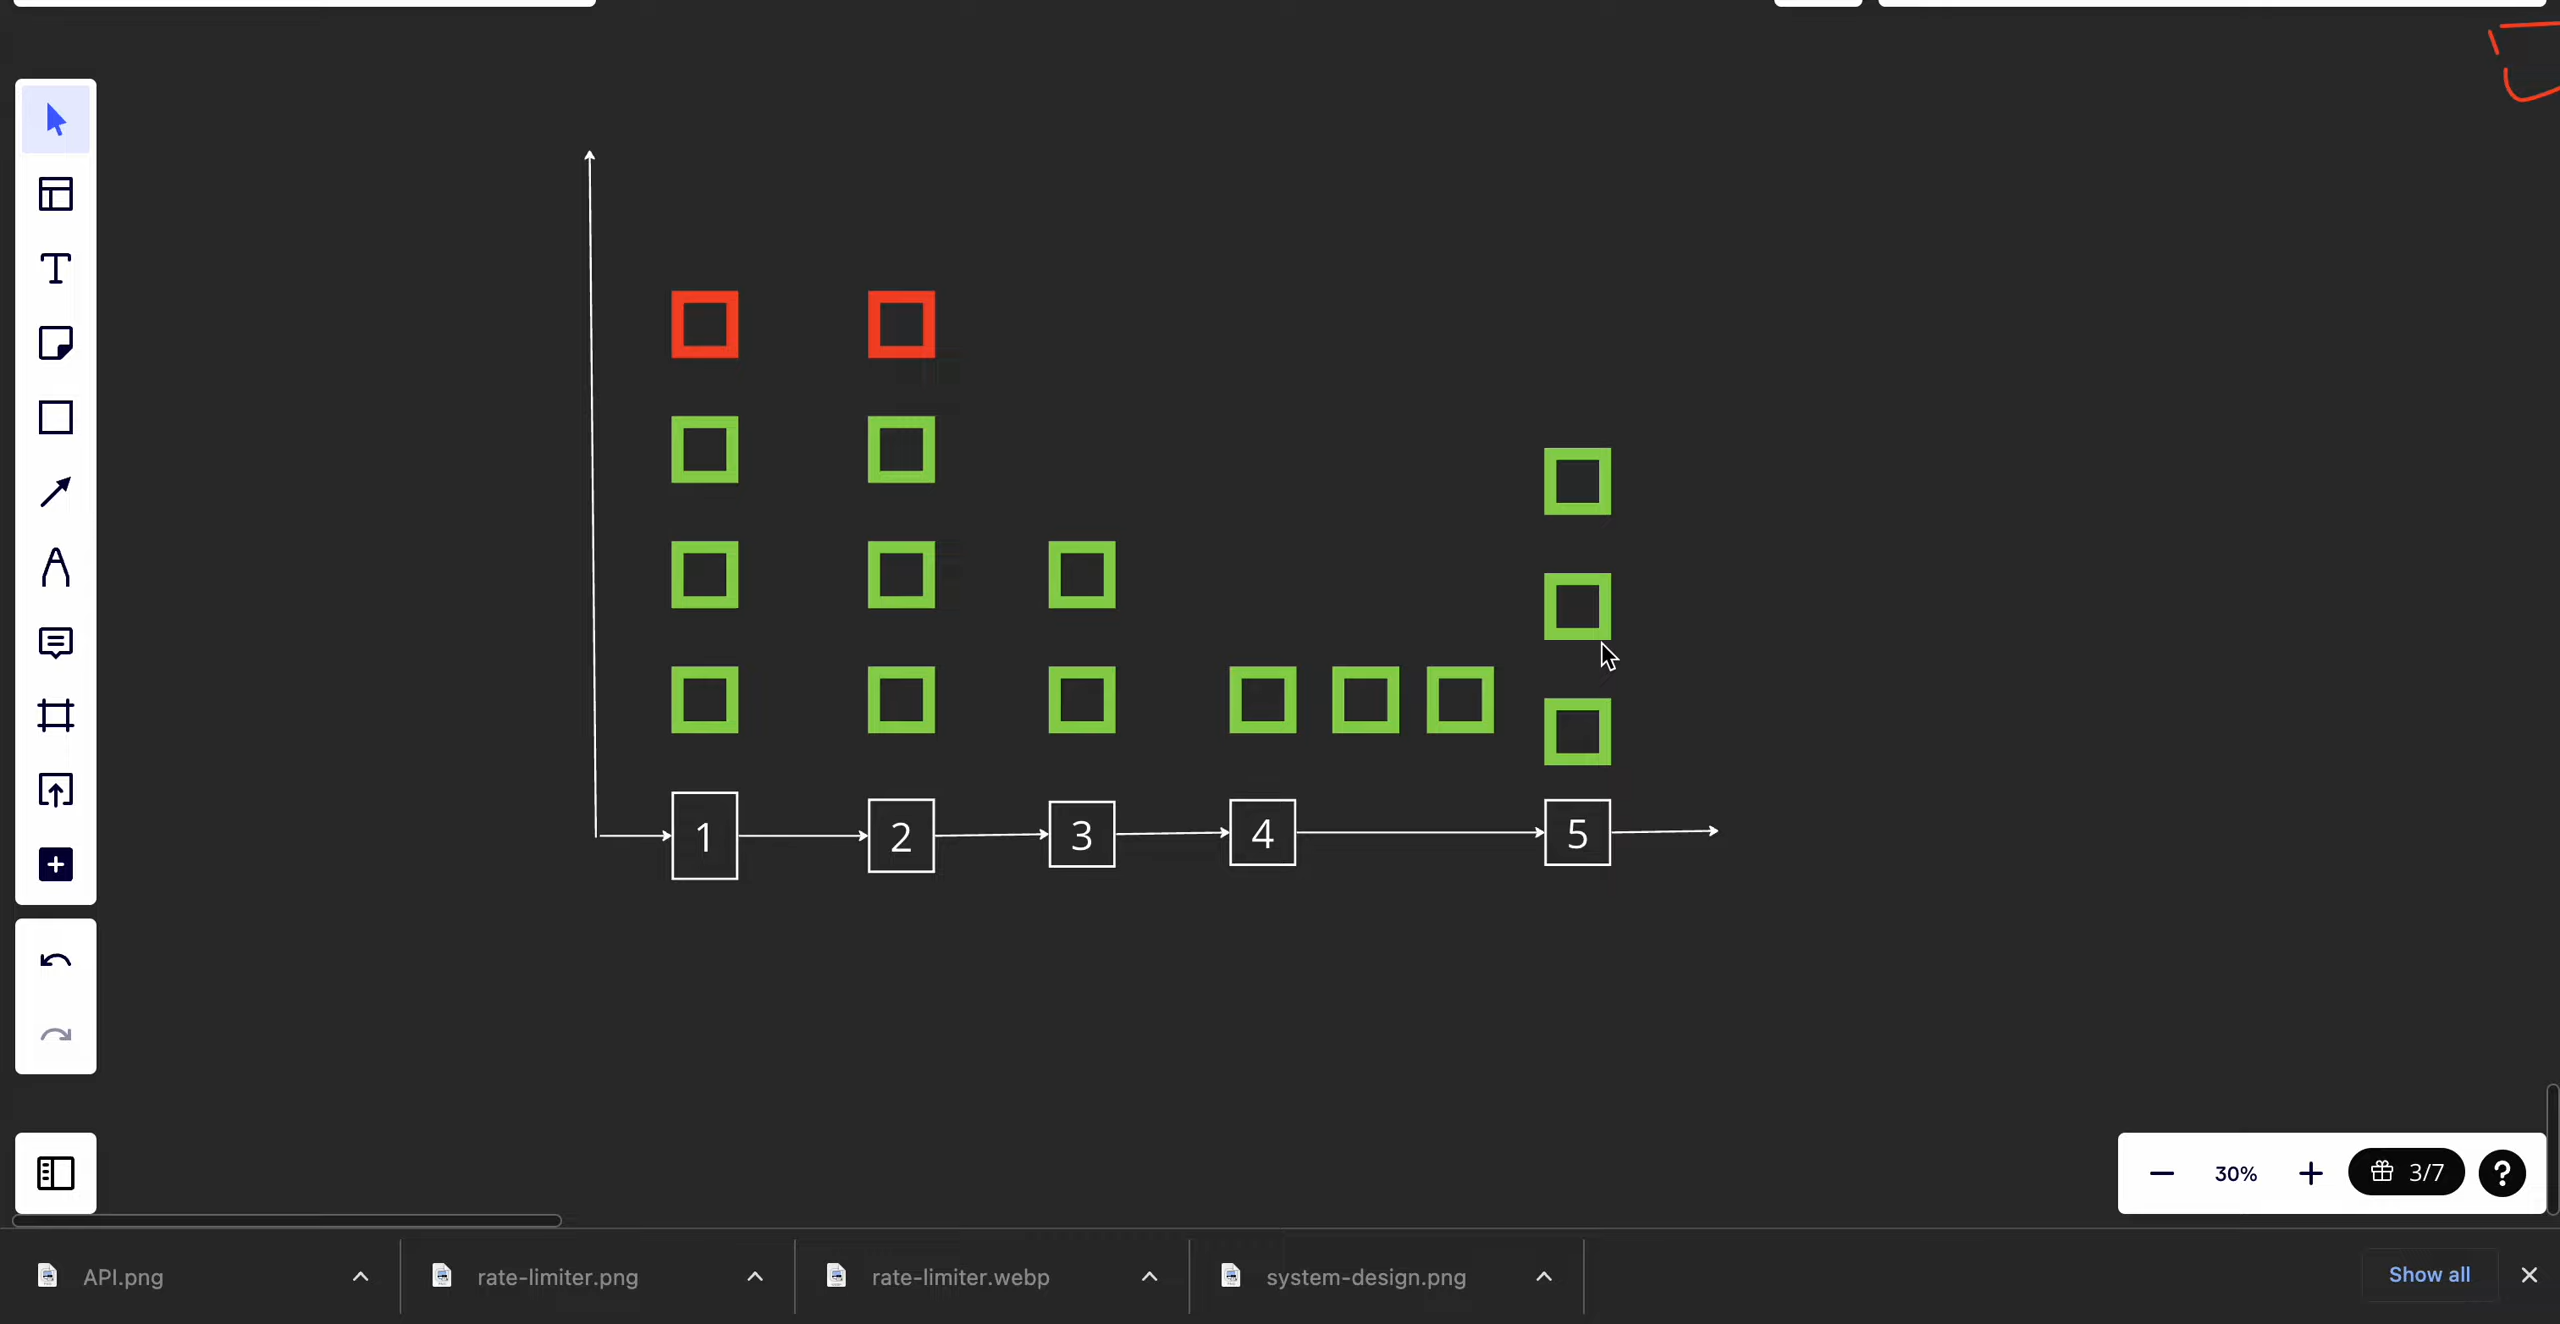 1
2
3
4
5
30%
3/7
?
API.png
rate-limiter.png
rate-limiter.webp
system-design.png
Show all